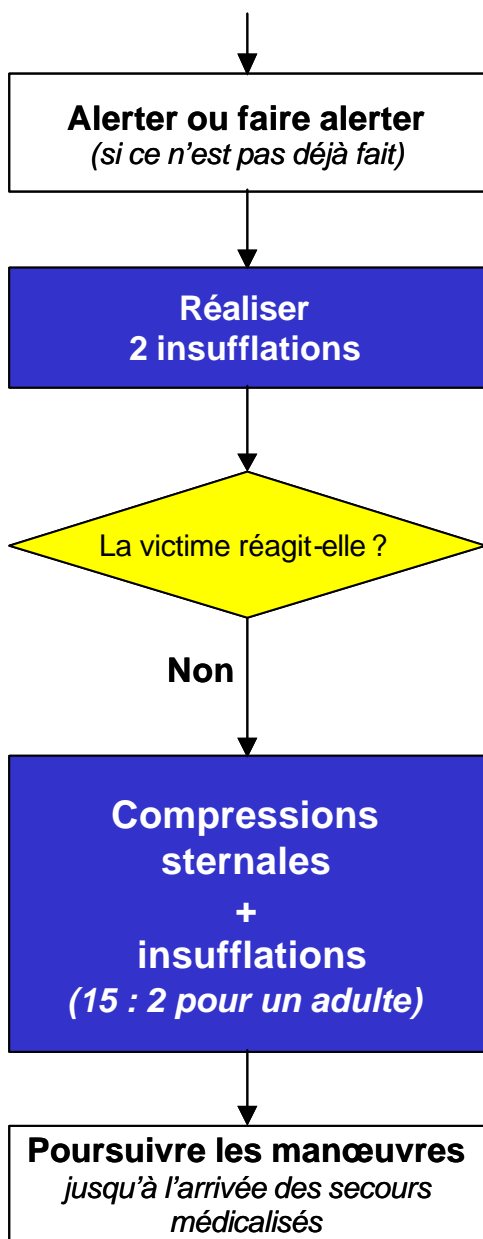 Alerter ou faire alerter
(si ce n'est pas déjà fait)
Réaliser
2 insufflations
La victime réagit-elle ?
Non
Compressions
sternales
+
insufflations
(15 : 2 pour un adulte)
Poursuivre les manœuvres
jusqu'à l'arrivée des secours
médicalisés